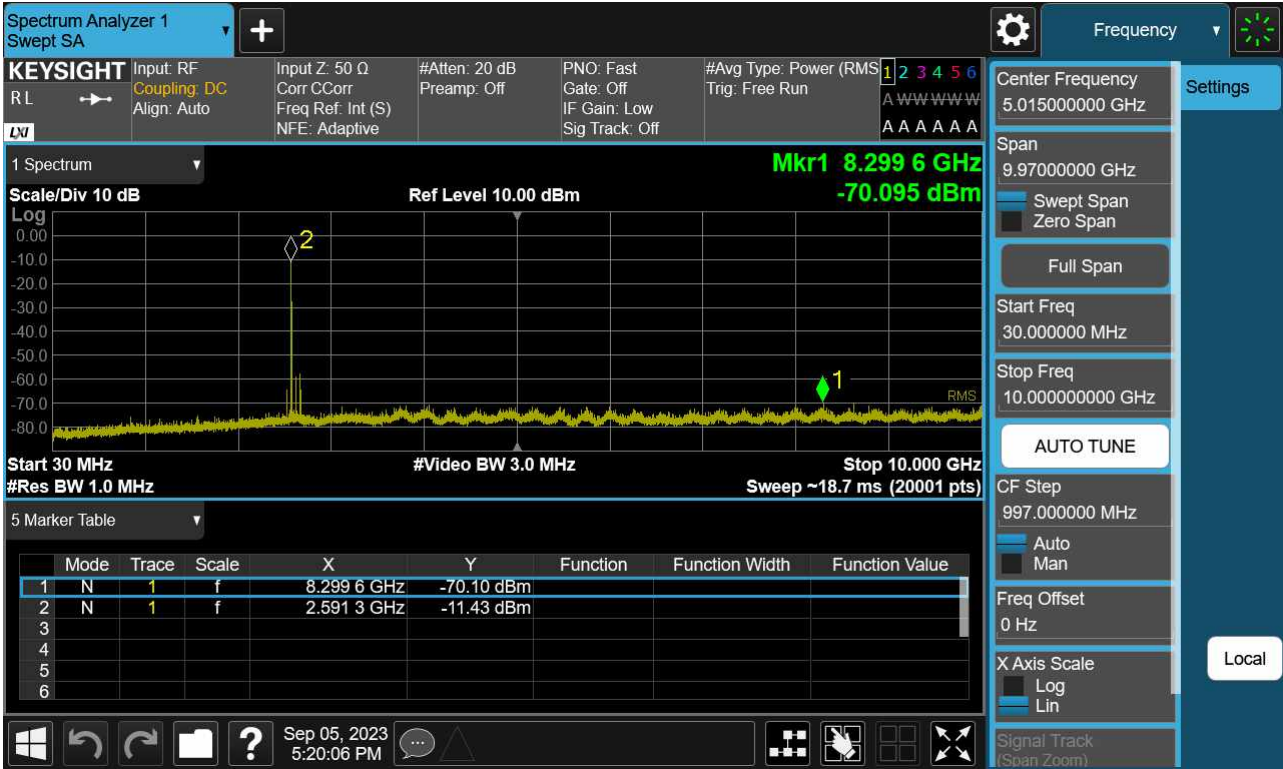 Spectrum Analyzer 1
Swept SA
Frequency
KEYSIGHT
RL
LXI
Input: RF
Coupling: DC
Align: Auto
Input Z: 50 Ω
Corr CCorr
Freq Ref: Int (S)
NFE: Adaptive
#Atten: 20 dB
Preamp: Off
PNO: Fast
Gate: Off
IF Gain: Low
Sig Track: Off
#Avg Type: Power (RMS
Trig: Free Run
1 2 3 4 5 6
A W W W W W
A A A A A A
1 Spectrum
Mkr1 8.299 6 GHz
-70.095 dBm
Scale/Div 10 dB
Ref Level 10.00 dBm
Log
0.00
-10.0
-20.0
-30.0
-40.0
-50.0
-60.0
-70.0
-80.0
2
1
RMS
Start 30 MHz
#Video BW 3.0 MHz
Stop 10.000 GHz
#Res BW 1.0 MHz
Sweep ~18.7 ms (20001 pts)
5 Marker Table
Mode Trace Scale X Y Function Function Width Function Value
1 N 1 f 8.299 6 GHz -70.10 dBm
2 N 1 f 2.591 3 GHz -11.43 dBm
3
4
5
6
Sep 05, 2023
5:20:06 PM
Center Frequency
5.015000000 GHz
Span
9.97000000 GHz
Swept Span
Zero Span
Full Span
Start Freq
30.000000 MHz
Stop Freq
10.000000000 GHz
AUTO TUNE
CF Step
997.000000 MHz
Auto
Man
Freq Offset
0 Hz
X Axis Scale
Log
Lin
Signal Track
(Span Zoom)
Settings
Local